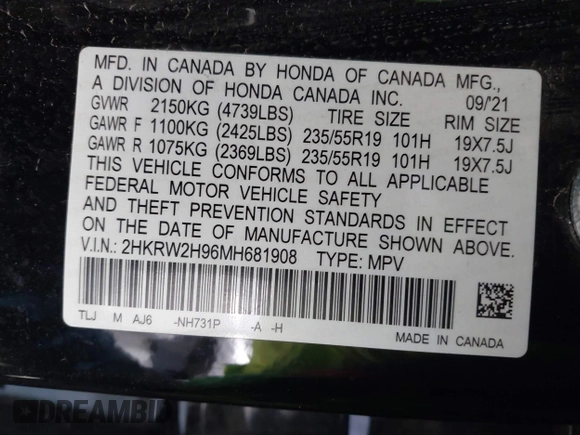 MFD. IN CANADA BY HONDA OF CANADA MFG.,
A DIVISION OF HONDA CANADA INC. 09/'21
GVWR 2150KG (4739LBS) TIRE SIZE RIM SIZE
GAWR F 1100KG (2425LBS) 235/55R19 101H 19X7.5J
GAWR R 1075KG (2369LBS) 235/55R19 101H 19X7.5J
THIS VEHICLE CONFORMS TO ALL APPLICABLE
FEDERAL MOTOR VEHICLE SAFETY
AND THEFT PREVENTION STANDARDS IN EFFECT
ON THE DATE OF MANUFACTURE SHOWN ABOVE.
V.I.N.: 2HKRW2H96MH681908 TYPE: MPV
TLJ M AJ6 -NH731P -A -H
MADE IN CANADA
DREAMBI